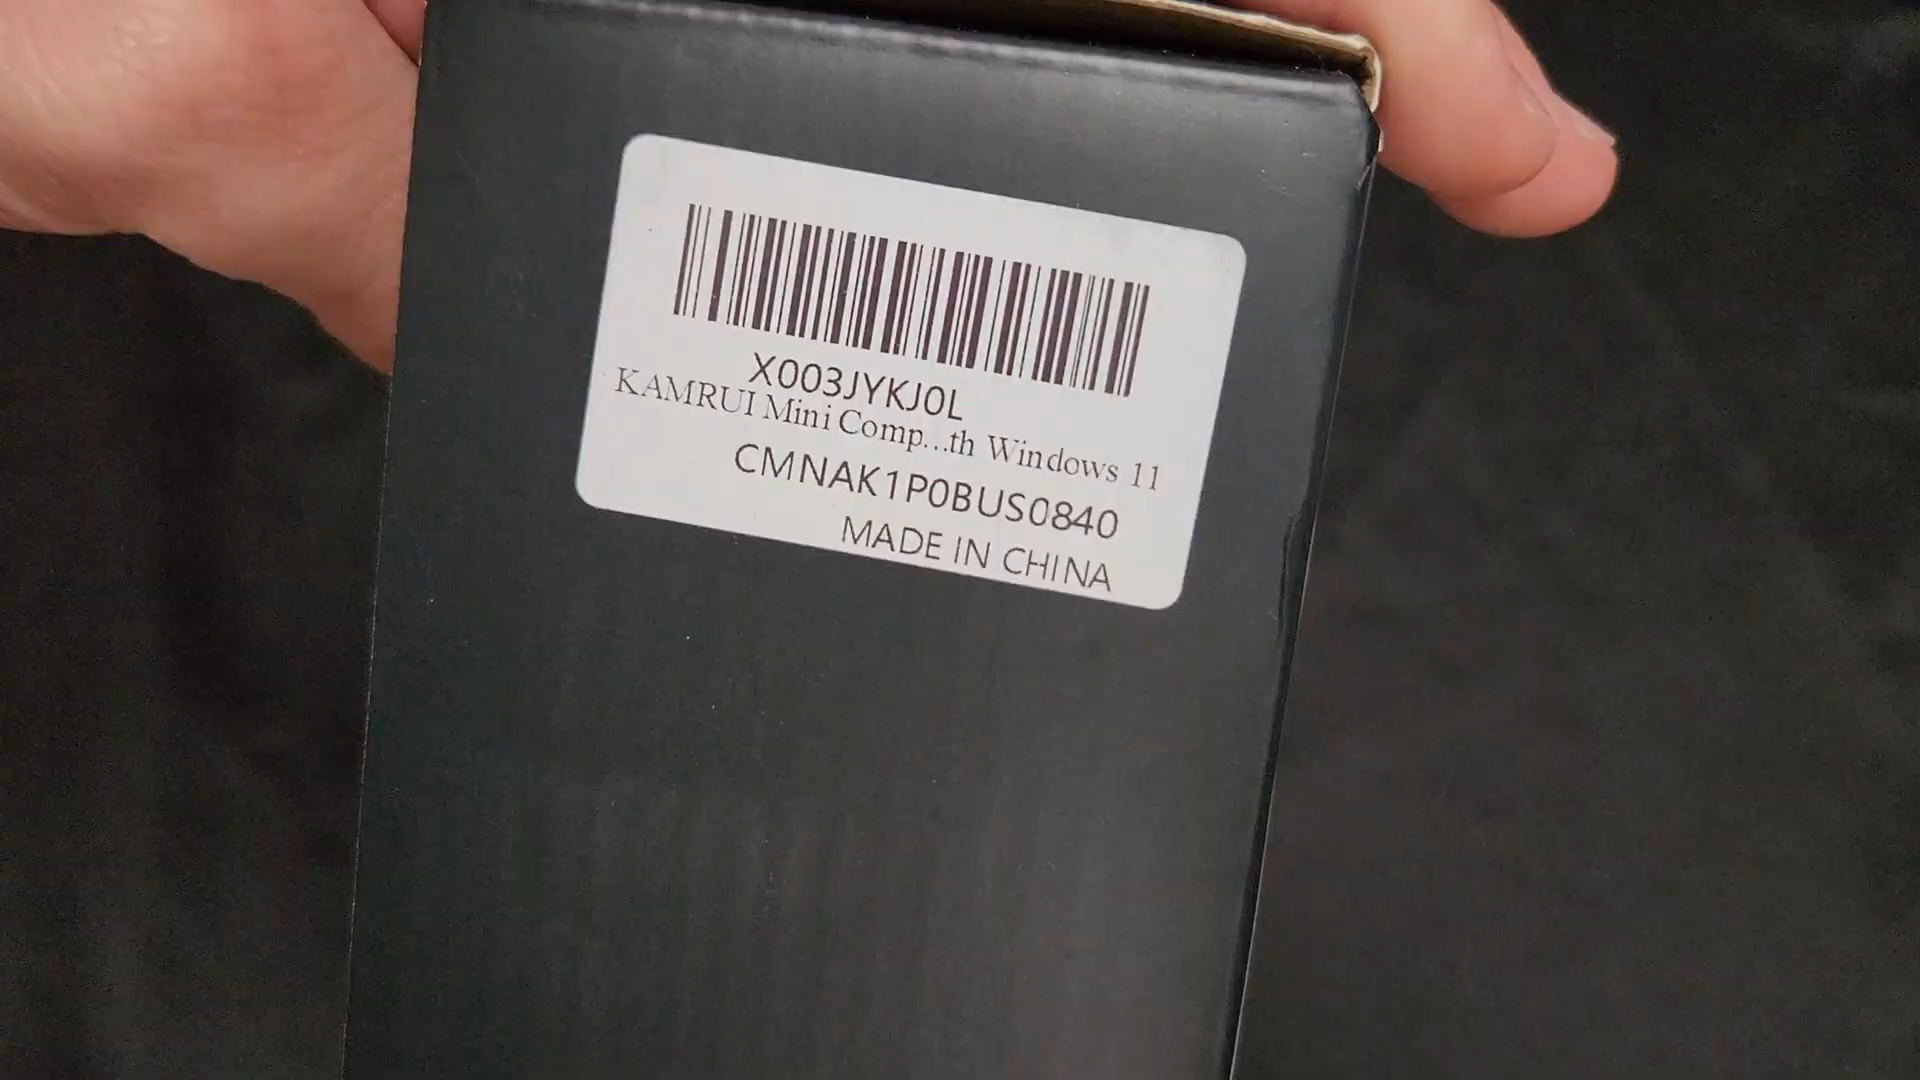 X003JYKJ0L
KAMRUI Mini Comp...th Windows 11
CMNAK1P0BUS0840
MADE IN CHINA